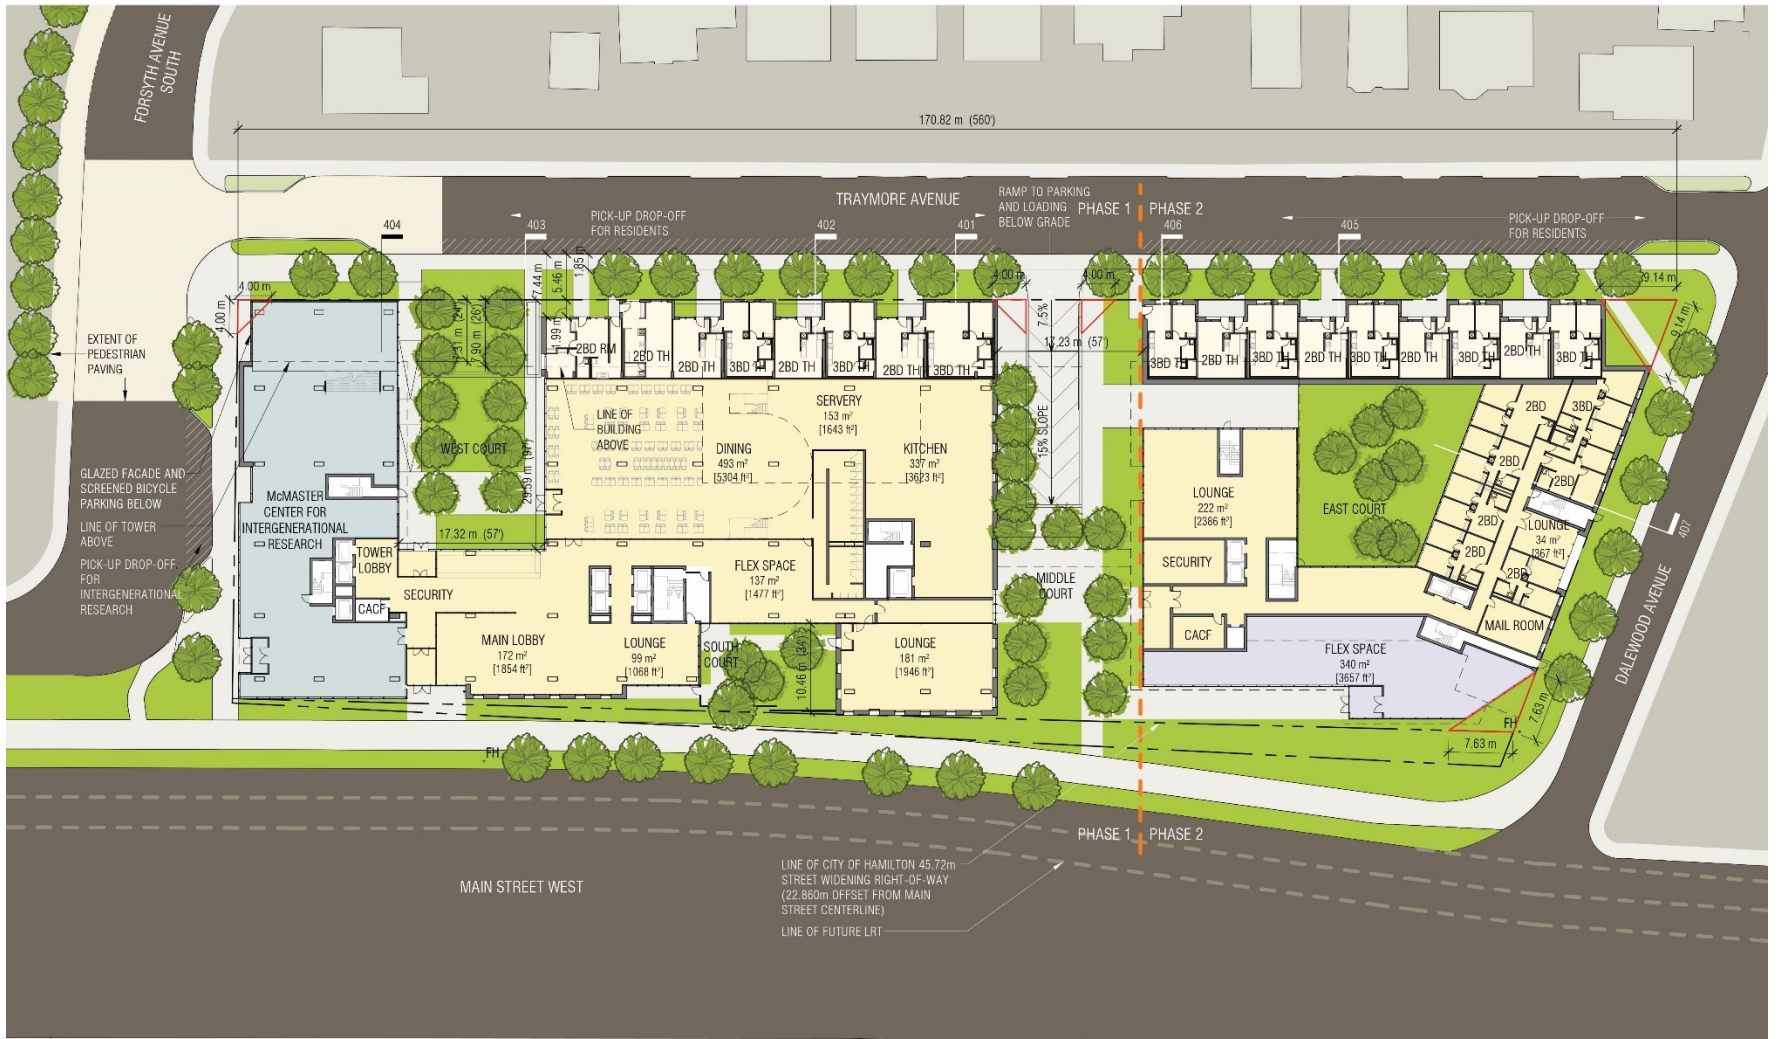 FORSYTH AVENUE
SOUTH
170.82 m (560')
TRAYMORE AVENUE
RAMP TO PARKING
AND LOADING
BELOW GRADE
PHASE 1
PHASE 2
PICK-UP DROP-OFF
FOR RESIDENTS
PICK-UP DROP-OFF
FOR RESIDENTS
404
403
402
401
406
405
4.00 m
4.00 m
7.44 m
5.46 m
1.85 m
1.99 m
7.90 m (26')
4.00 m
4.00 m
7.5%
17.23 m (57')
15% SLOPE
9.14 m
9.14 m
EXTENT OF
PEDESTRIAN
PAVING
2BD RM
2BD TH
2BD TH
3BD TH
2BD TH
3BD TH
2BD TH
3BD TH
3BD TH
2BD TH
3BD TH
2BD TH
3BD TH
2BD TH
3BD TH
2BD TH
3BD TH
LINE OF
BUILDING
ABOVE
SERVERY
153 m²
[1643 ft²]
DINING
493 m²
[5304 ft²]
KITCHEN
337 m²
[3623 ft²]
WEST COURT
29.59 m (97')
17.32 m (57')
GLAZED FACADE AND
SCREENED BICYCLE
PARKING BELOW
LINE OF TOWER
ABOVE
PICK-UP DROP-OFF
FOR
INTERGENERATIONAL
RESEARCH
McMASTER
CENTER FOR
INTERGENERATIONAL
RESEARCH
TOWER
LOBBY
CACF
SECURITY
FLEX SPACE
137 m²
[1477 ft²]
MAIN LOBBY
172 m²
[1854 ft²]
LOUNGE
99 m²
[1068 ft²]
SOUTH
COURT
10.46 m (34')
LOUNGE
181 m²
[1946 ft²]
MIDDLE
COURT
LOUNGE
222 m²
[2386 ft²]
SECURITY
CACF
EAST COURT
2BD
3BD
2BD
2BD
2BD
2BD
2BD
LOUNGE
34 m²
[367 ft²]
MAIL ROOM
407
FLEX SPACE
340 m²
[3657 ft²]
DALEWOOD AVENUE
7.63 m
7.63 m
FH
FH
PHASE 1
PHASE 2
MAIN STREET WEST
LINE OF CITY OF HAMILTON 45.72m
STREET WIDENING RIGHT-OF-WAY
(22.860m OFFSET FROM MAIN
STREET CENTERLINE)
LINE OF FUTURE LRT